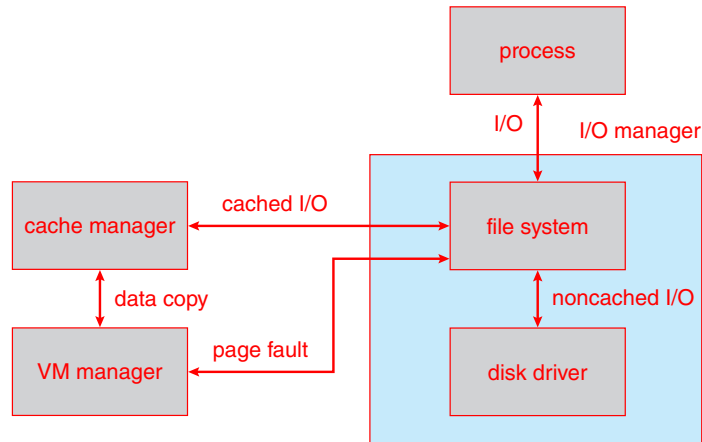 process
I/O
I/O manager
cached I/O
cache manager
file system
data copy
noncached I/O
page fault
VM manager
disk driver